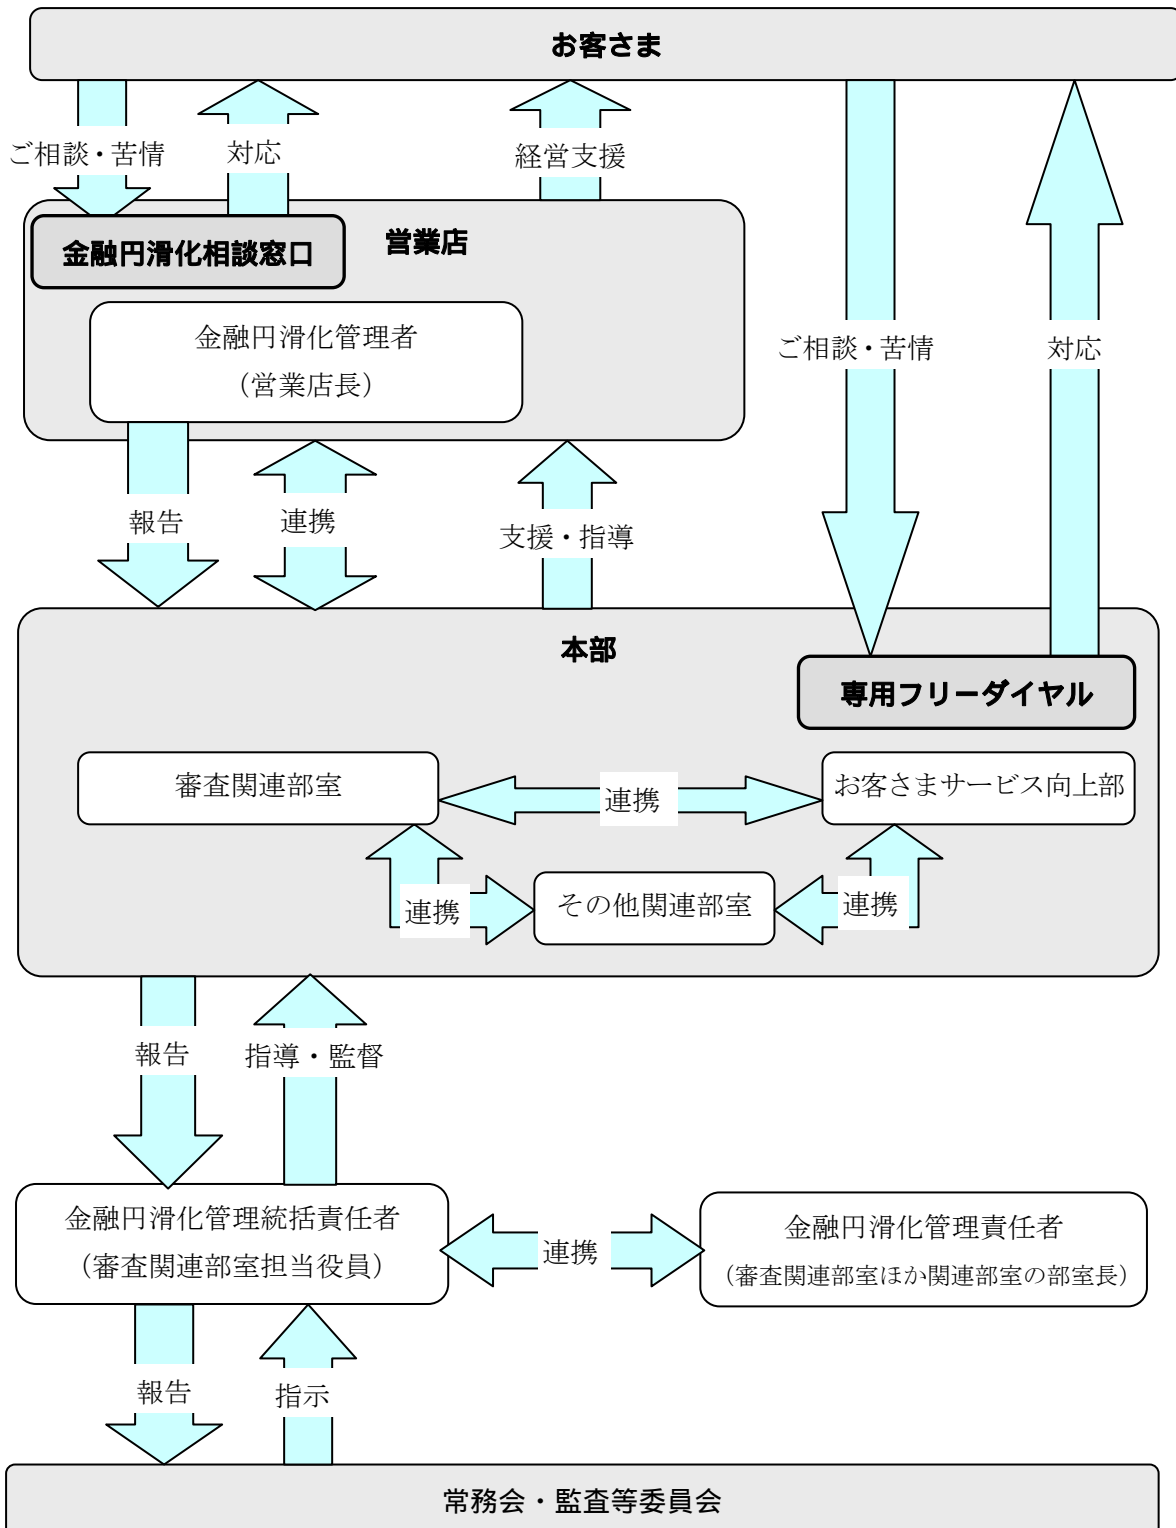 お客さま
ご相談・苦情
対応
経営支援
金融円滑化相談窓口
営業店
金融円滑化管理者
（営業店長）
ご相談・苦情
対応
報告
連携
支援・指導
本部
専用フリーダイヤル
審査関連部室
連携
お客さまサービス向上部
連携
その他関連部室
連携
報告
指導・監督
金融円滑化管理統括責任者
（審査関連部室担当役員）
連携
金融円滑化管理責任者
（審査関連部室ほか関連部室の部室長）
報告
指示
常務会・監査等委員会